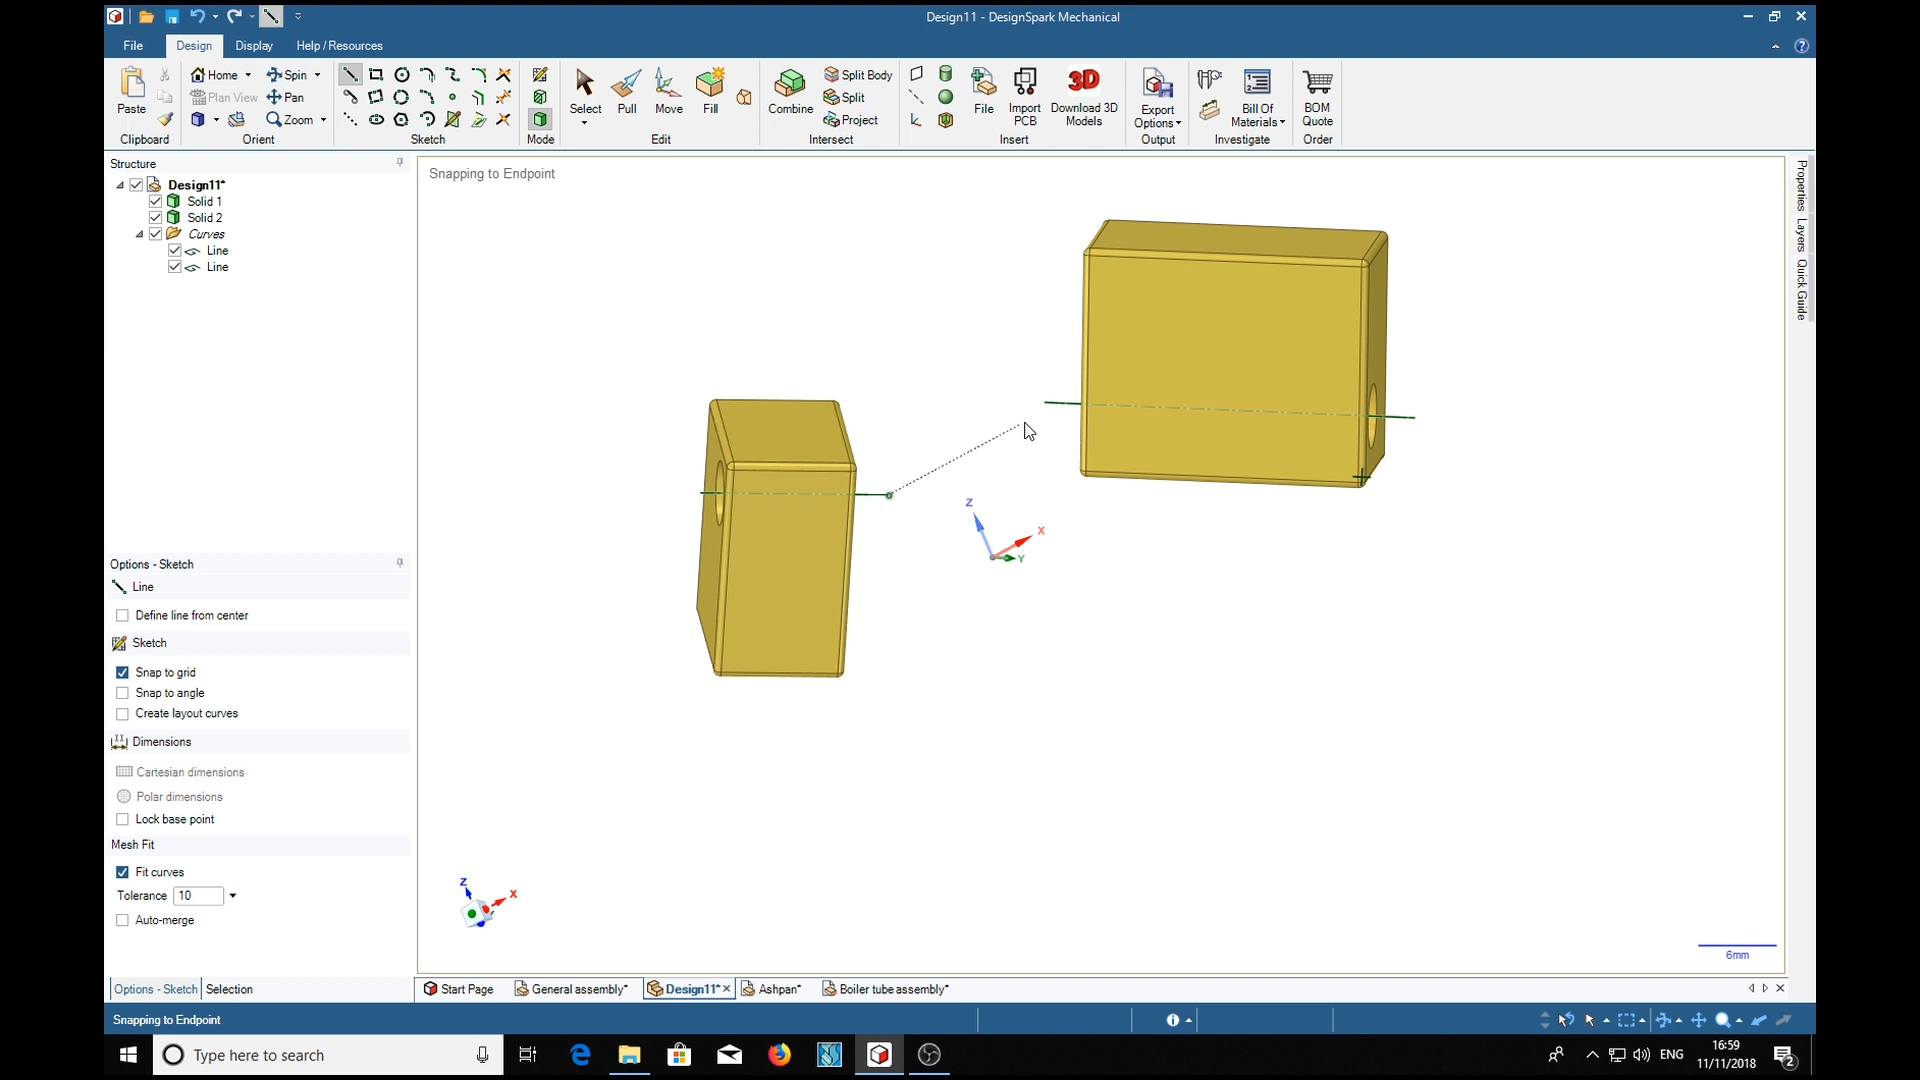 Design11 - DesignSpark Mechanical
File Design Display Help / Resources
Paste
Clipboard
Home Spin
Plan View Pan
Zoom
Orient
Sketch
Mode
Select Pull Move Fill
Edit
Combine
Split Body
Split
Project
Intersect
File
Import PCB
3D
Download 3D Models
Insert
Export Options
Output
Bill Of Materials
Investigate
BOM Quote
Order
Structure
Design11*
Solid 1
Solid 2
Curves
Line
Line
Snapping to Endpoint
Z
X
Y
Properties
Layers
Quick Guide
Options - Sketch
Line
Define line from center
Sketch
Snap to grid
Snap to angle
Create layout curves
Dimensions
Cartesian dimensions
Polar dimensions
Lock base point
Mesh Fit
Fit curves
Tolerance 10
Auto-merge
Z
X
6mm
Options - Sketch Selection
Start Page General assembly* Design11* Ashpan* Boiler tube assembly*
Snapping to Endpoint
Type here to search
ENG
16:59
11/11/2018
2